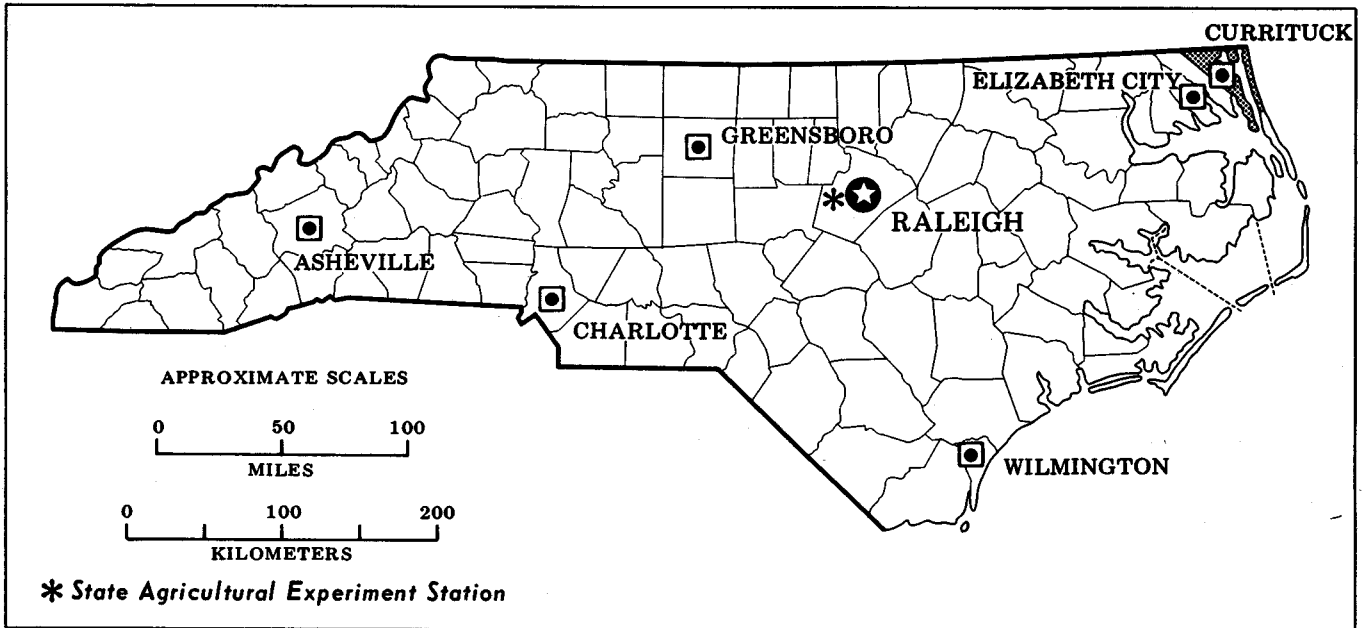 CURRITUCK
ELIZABETH CITY
GREENSBORO
RALEIGH
ASHEVILLE
CHARLOTTE
WILMINGTON
APPROXIMATE SCALES
0 50 100
MILES
0 100 200
KILOMETERS
* State Agricultural Experiment Station